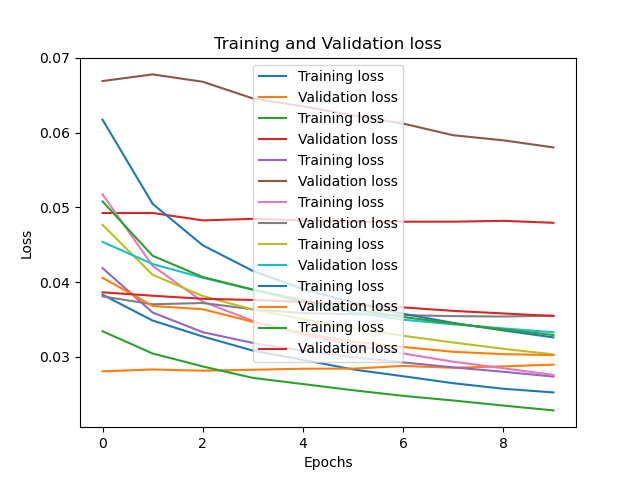 Training and Validation loss
0.07
0.06
0.05
0.04
0.03
Loss
Training loss
Validation loss
Training loss
Validation loss
Training loss
Validation loss
Training loss
Validation loss
Training loss
Validation loss
Training loss
Validation loss
Training loss
Validation loss
0 2 4 6 8
Epochs